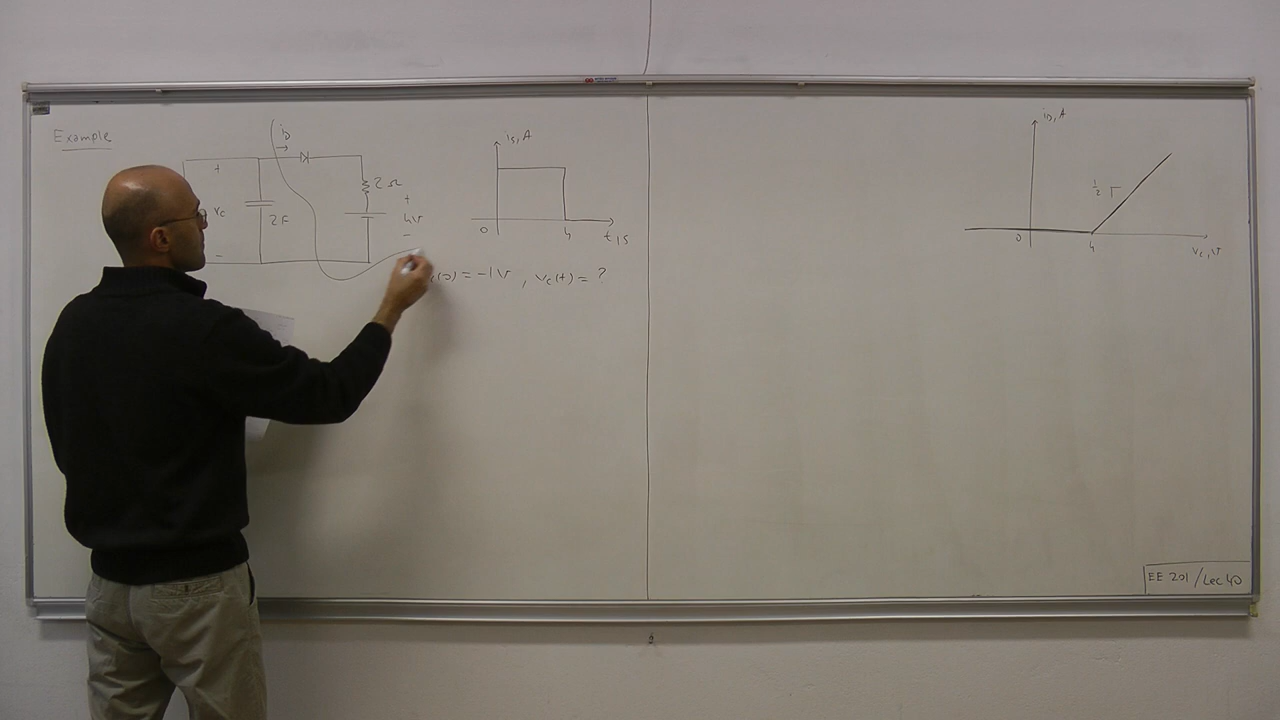 Example
iD
+
vc
-
2F
2Ω
+
4V
-
is, A
0
4
t, s
(0) = -1V , vc(t) = ?
iD, A
1/2 ℧
0
4
vc, V
EE 201 / Lec 40